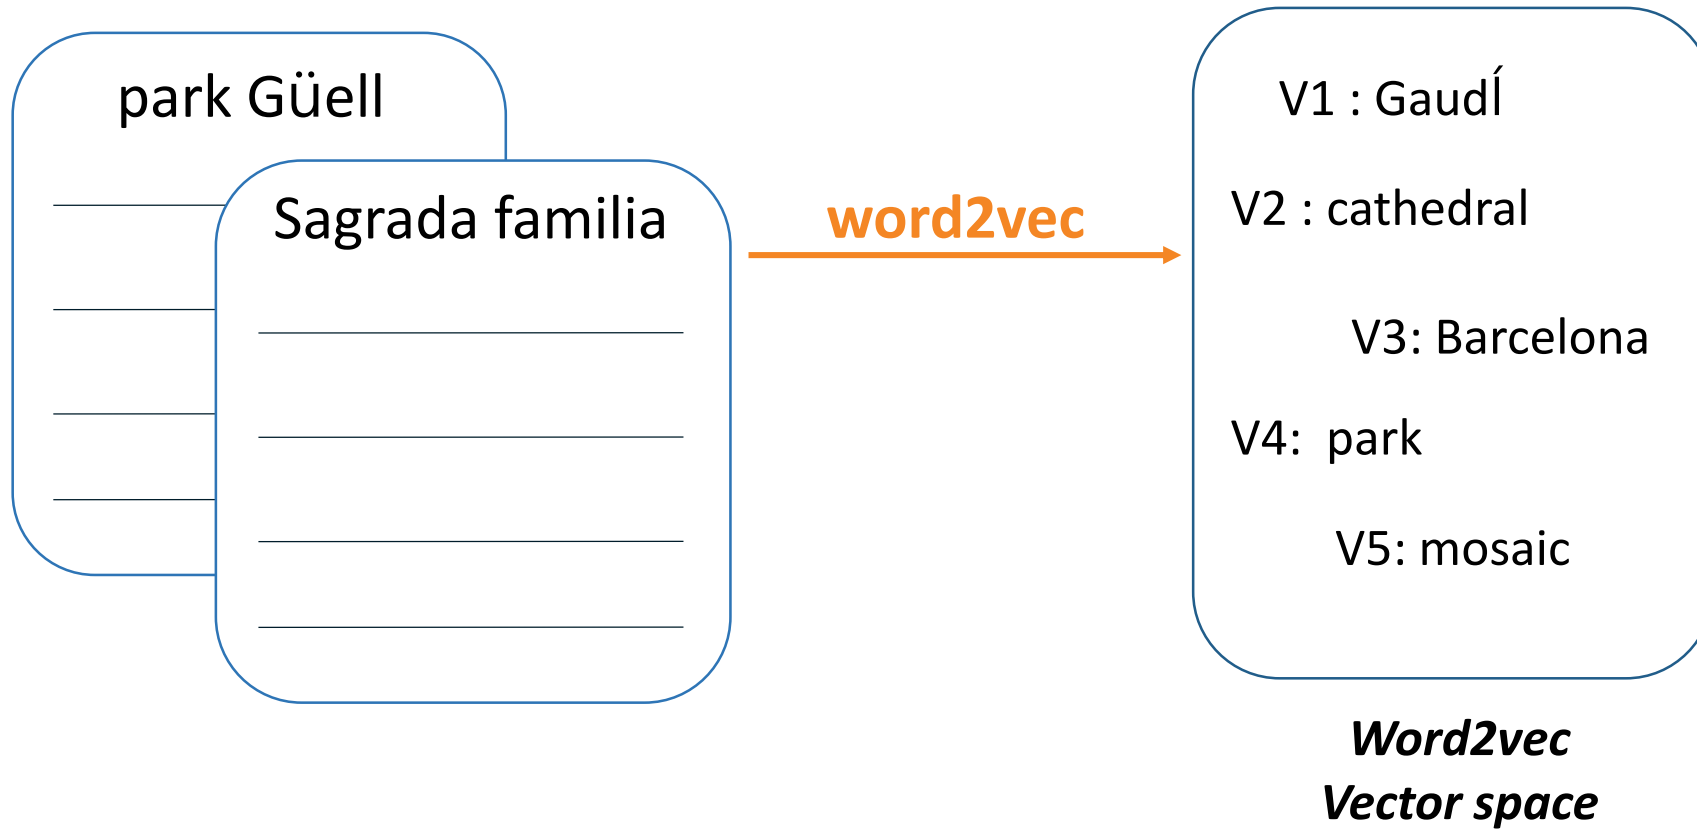 park Güell
Sagrada familia
word2vec
V1 : GaudÍ
V2 : cathedral
V3: Barcelona
V4: park
V5: mosaic
Word2vec
Vector space